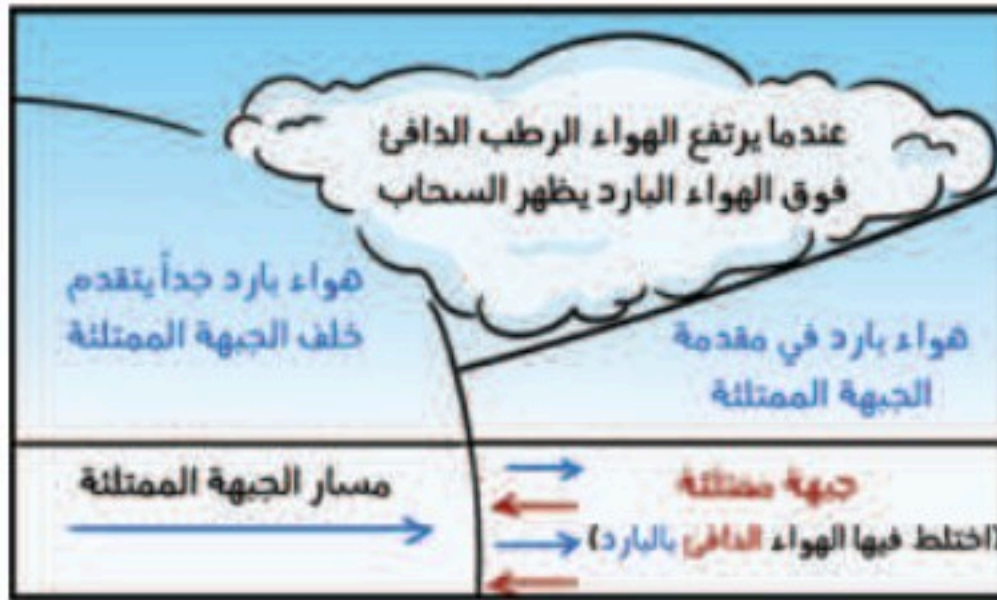 عندما يرتفع الهواء الرطب الدافئ
فوق الهواء البارد يظهر السحاب
هواء بارد في مقدمة
الجبهة الممتلئة
هواء بارد جداً يتقدم
خلف الجبهة الممتلئة
جبهة ممتلئة
(اختلط فيها الهواء الدافئ بالبارد)
مسار الجبهة الممتلئة